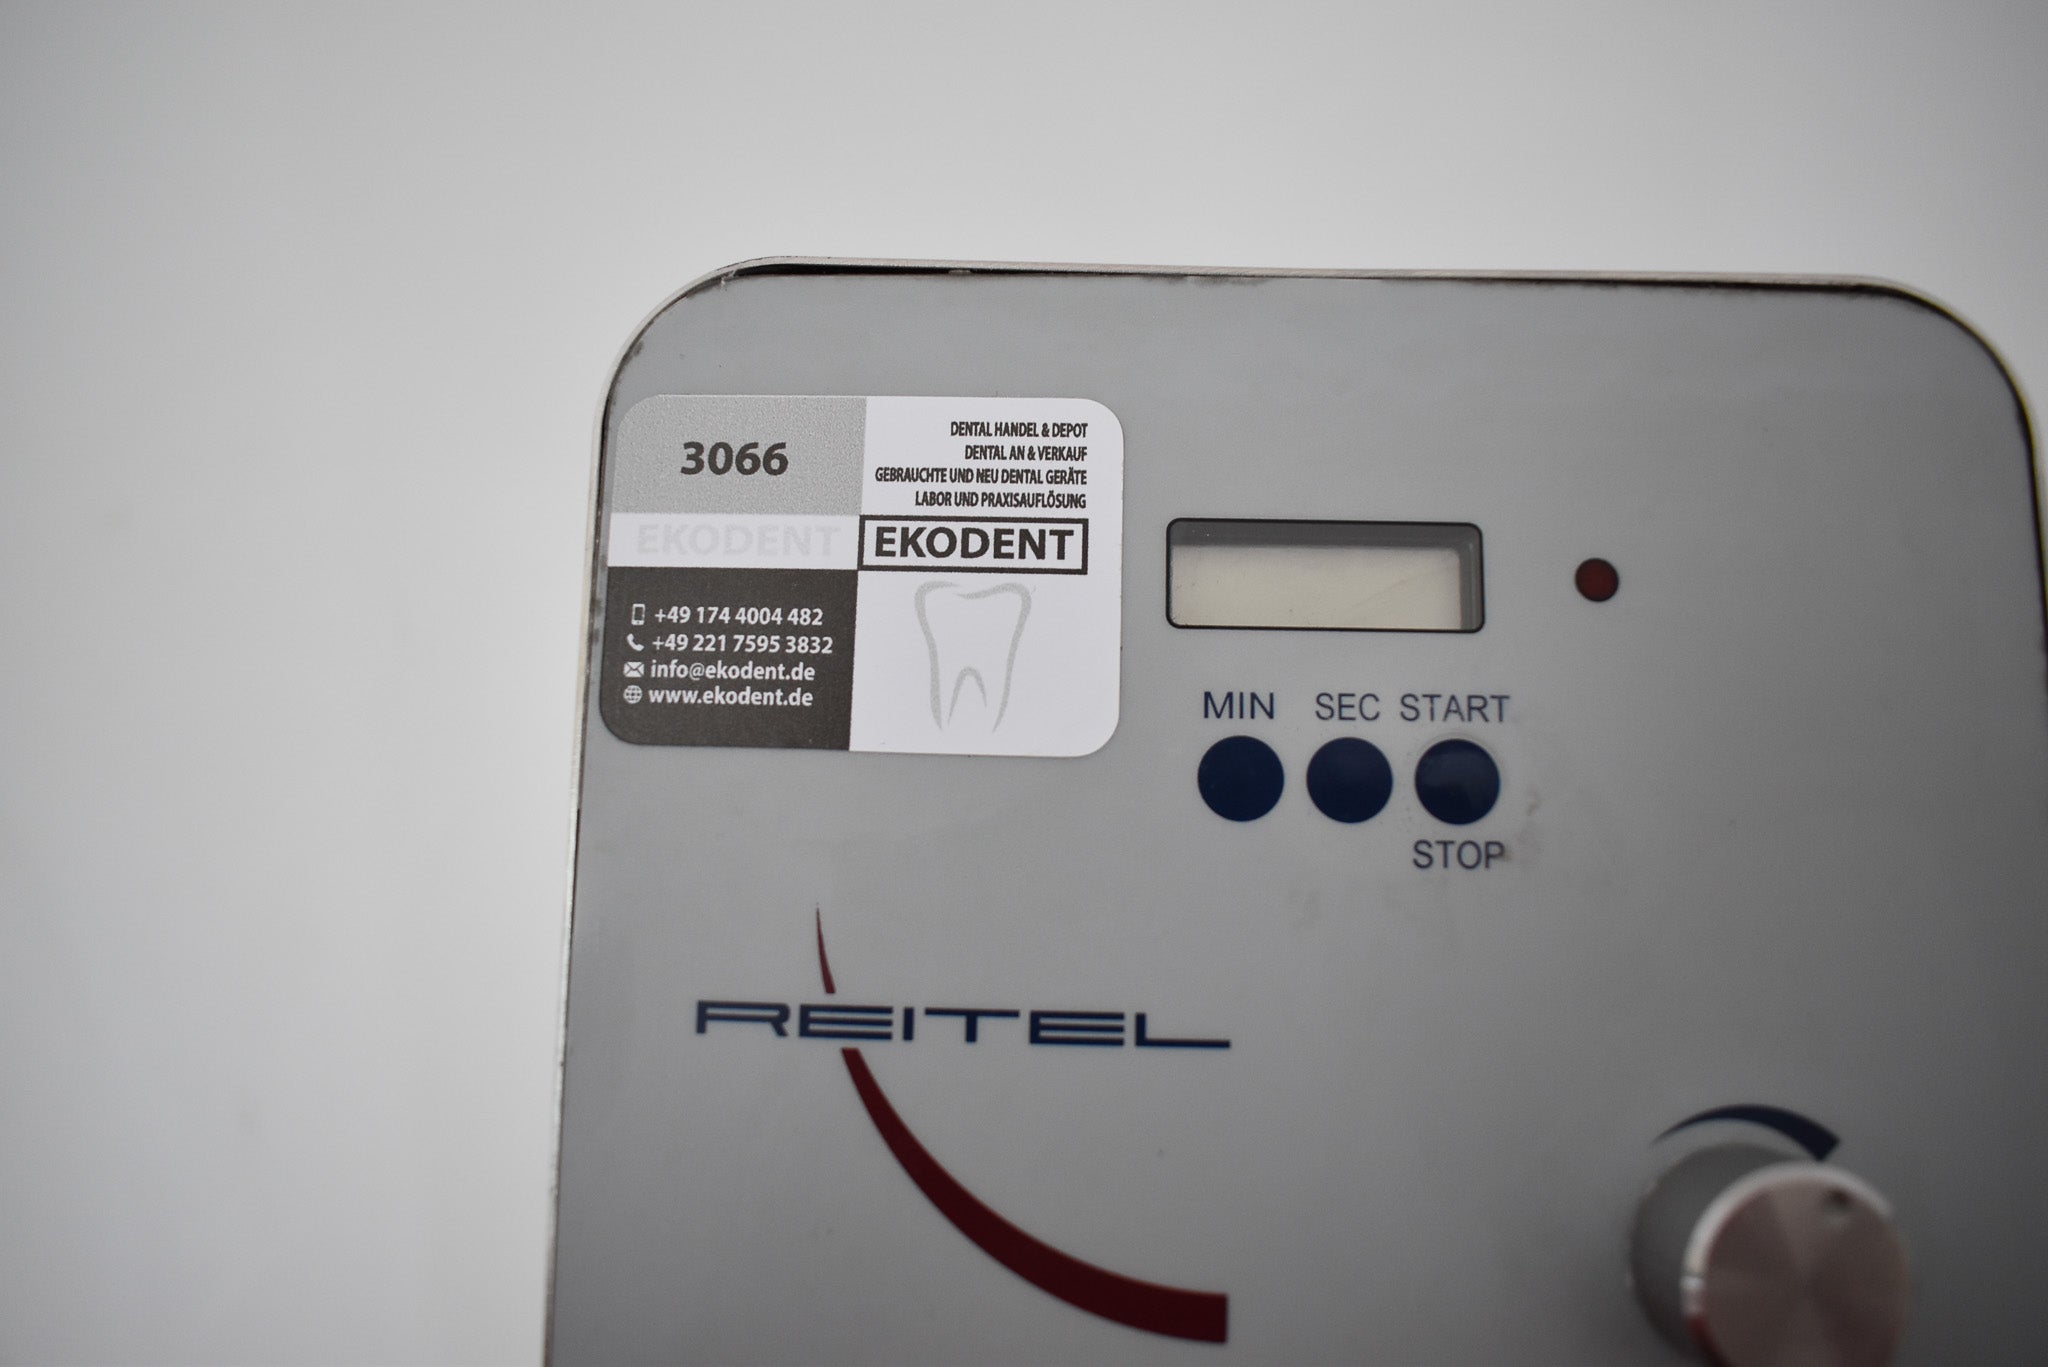 3066
DENTAL HANDEL & DEPOT
DENTAL AN & VERKAUF
GEBRAUCHTE UND NEU DENTAL GERÄTE
LABOR UND PRAXISAUFLÖSUNG
EKODENT
EKODENT
+49 174 4004 482
+49 221 7595 3832
info@ekodent.de
www.ekodent.de
MIN SEC START
STOP
REITEL